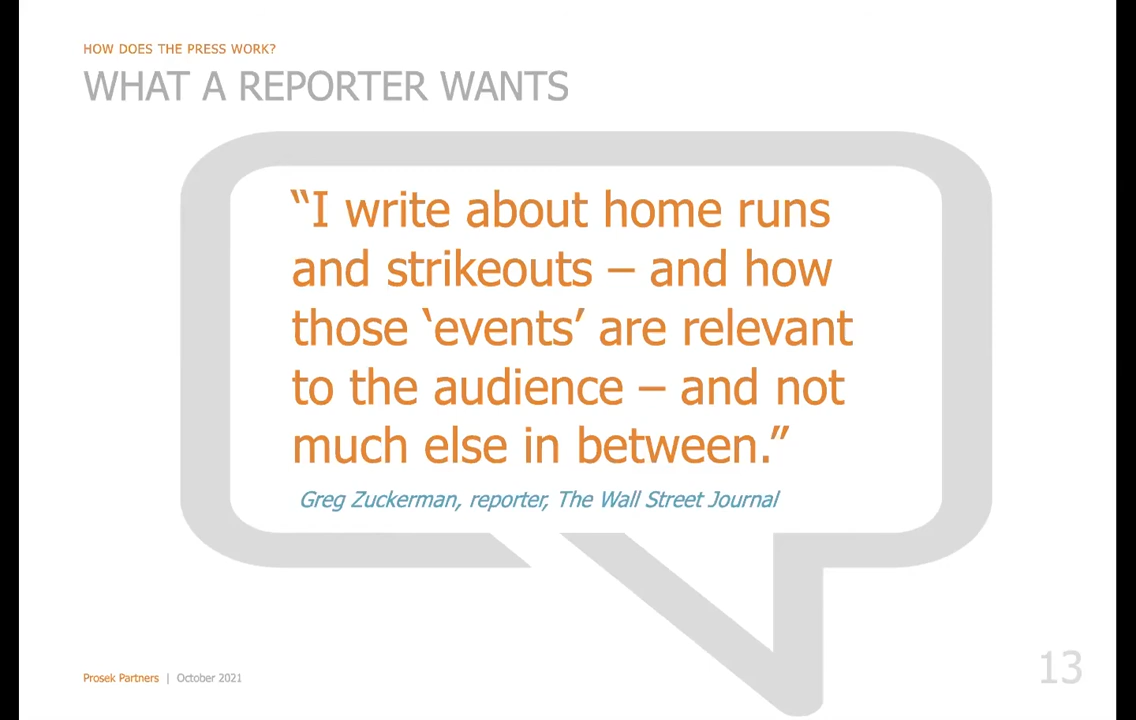 HOW DOES THE PRESS WORK?
WHAT A REPORTER WANTS
“I write about home runs
and strikeouts – and how
those ‘events’ are relevant
to the audience – and not
much else in between.”
Greg Zuckerman, reporter, The Wall Street Journal
Prosek Partners | October 2021
13